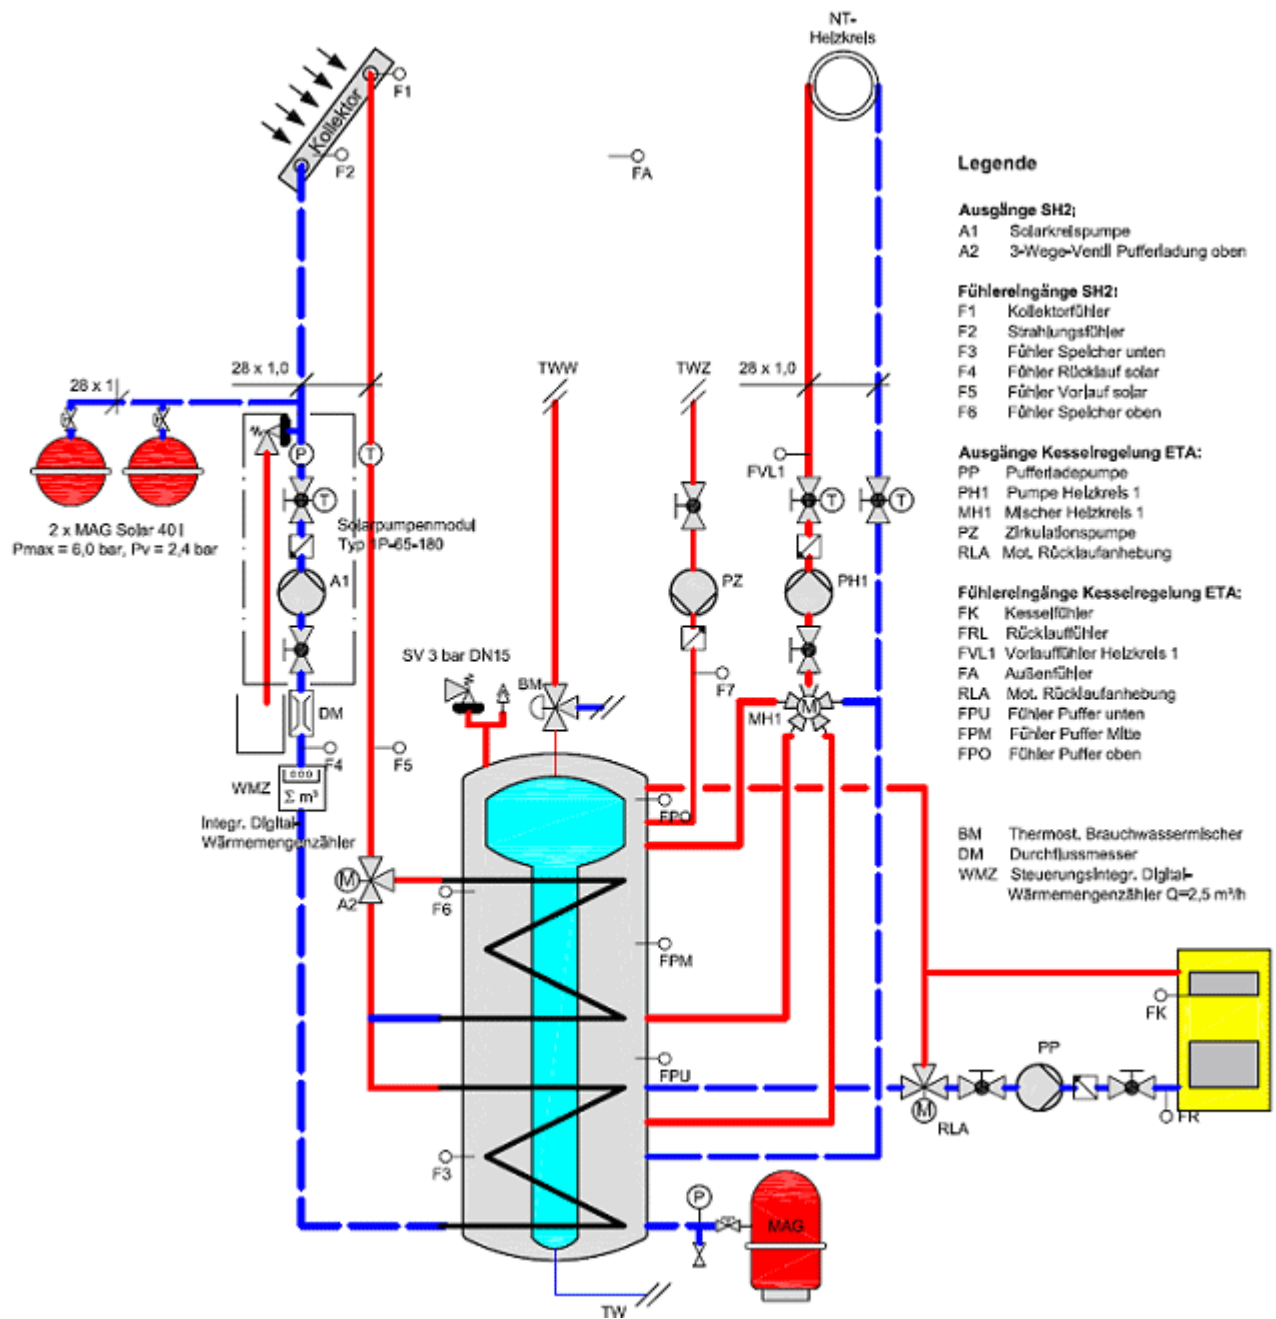 NT-
Heizkreis
F1
Kollektor
F2
FA
Legende
Ausgänge SH2:
A1 Solarkreispumpe
A2 3-Wege-Ventil Pufferladung oben
Fühlereingänge SH2:
F1 Kollektorfühler
F2 Strahlungsfühler
F3 Fühler Speicher unten
F4 Fühler Rücklauf solar
F5 Fühler Vorlauf solar
F6 Fühler Speicher oben
Ausgänge Kesselregelung ETA:
PP Pufferladepumpe
PH1 Pumpe Heizkreis 1
MH1 Mischer Heizkreis 1
PZ Zirkulationspumpe
RLA Mot. Rücklaufanhebung
Fühlereingänge Kesselregelung ETA:
FK Kesselfühler
FRL Rücklauffühler
FVL1 Vorlauffühler Heizkreis 1
FA Außenfühler
RLA Mot. Rücklaufanhebung
FPU Fühler Puffer unten
FPM Fühler Puffer Mitte
FPO Fühler Puffer oben
BM Thermost. Brauchwassermischer
DM Durchflussmesser
WMZ Steuerungsintegr. Digital-
Wärmemengenzähler Q=2,5 m³/h
28 x 1,0
TWW
TWZ
28 x 1,0
28 x 1
P
T
FVL1
T
T
T
2 x MAG Solar 40 l
Pmax = 6,0 bar, Pv = 2,4 bar
Solarpumpenmodul
Typ 1P-65-180
A1
PZ
PH1
SV 3 bar DN15
BM
F7
DM
MH1
M
F4
F5
WMZ
000
Σ m³
Integr. Digital-
Wärmemengenzähler
FPO
M
A2
F6
FPM
FK
PP
FPU
M
RLA
FR
F3
P
MAG
TW